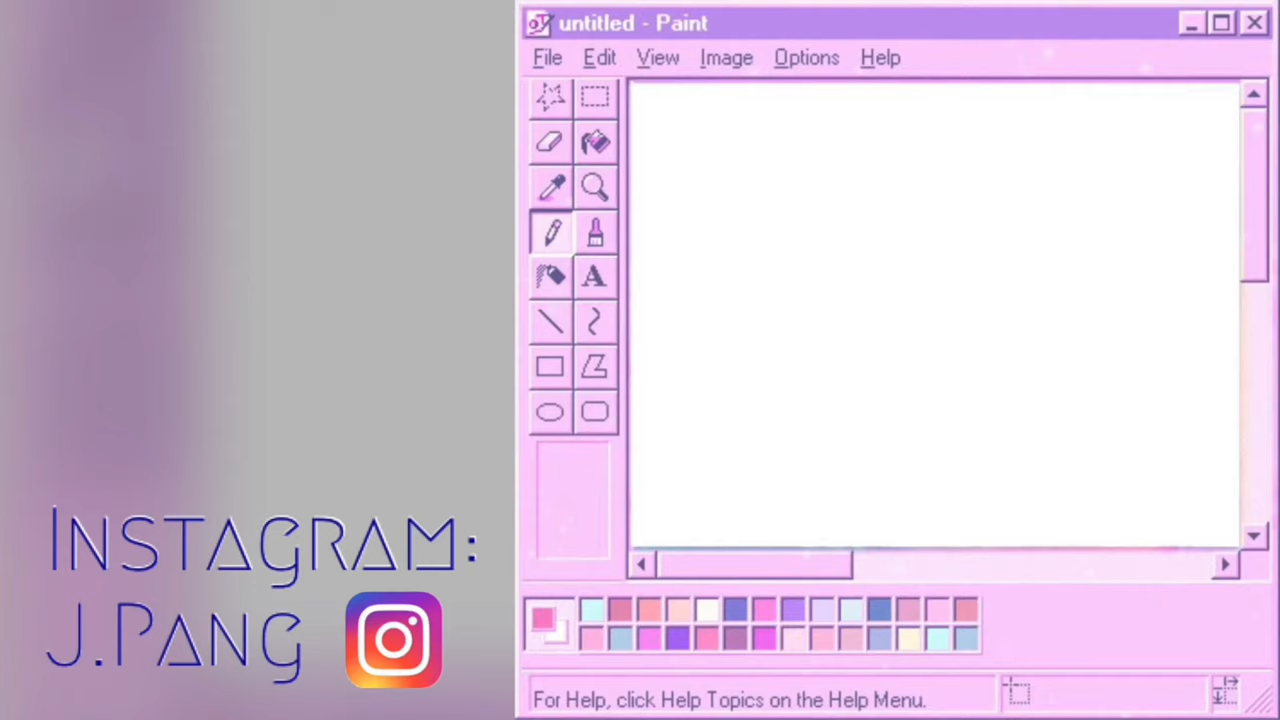 untitled - Paint
File Edit View Image Options Help
A
For Help, click Help Topics on the Help Menu.
Instagram:
J.Pang